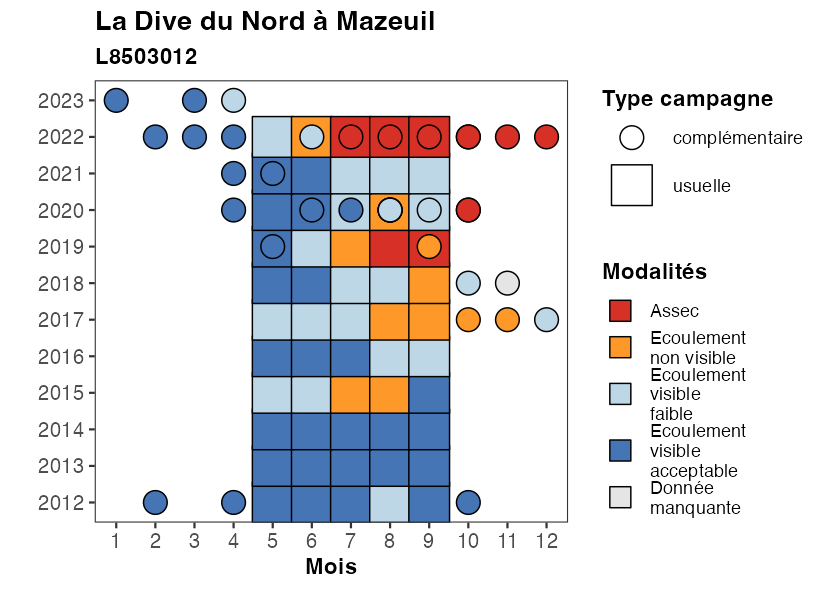 La Dive du Nord à Mazeuil
L8503012
2023
2022
2021
2020
2019
2018
2017
2016
2015
2014
2013
2012
1 2 3 4 5 6 7 8 9 10 11 12
Mois
Type campagne
complémentaire
usuelle
Modalités
Assec
Ecoulement
non visible
Ecoulement
visible
faible
Ecoulement
visible
acceptable
Donnée
manquante